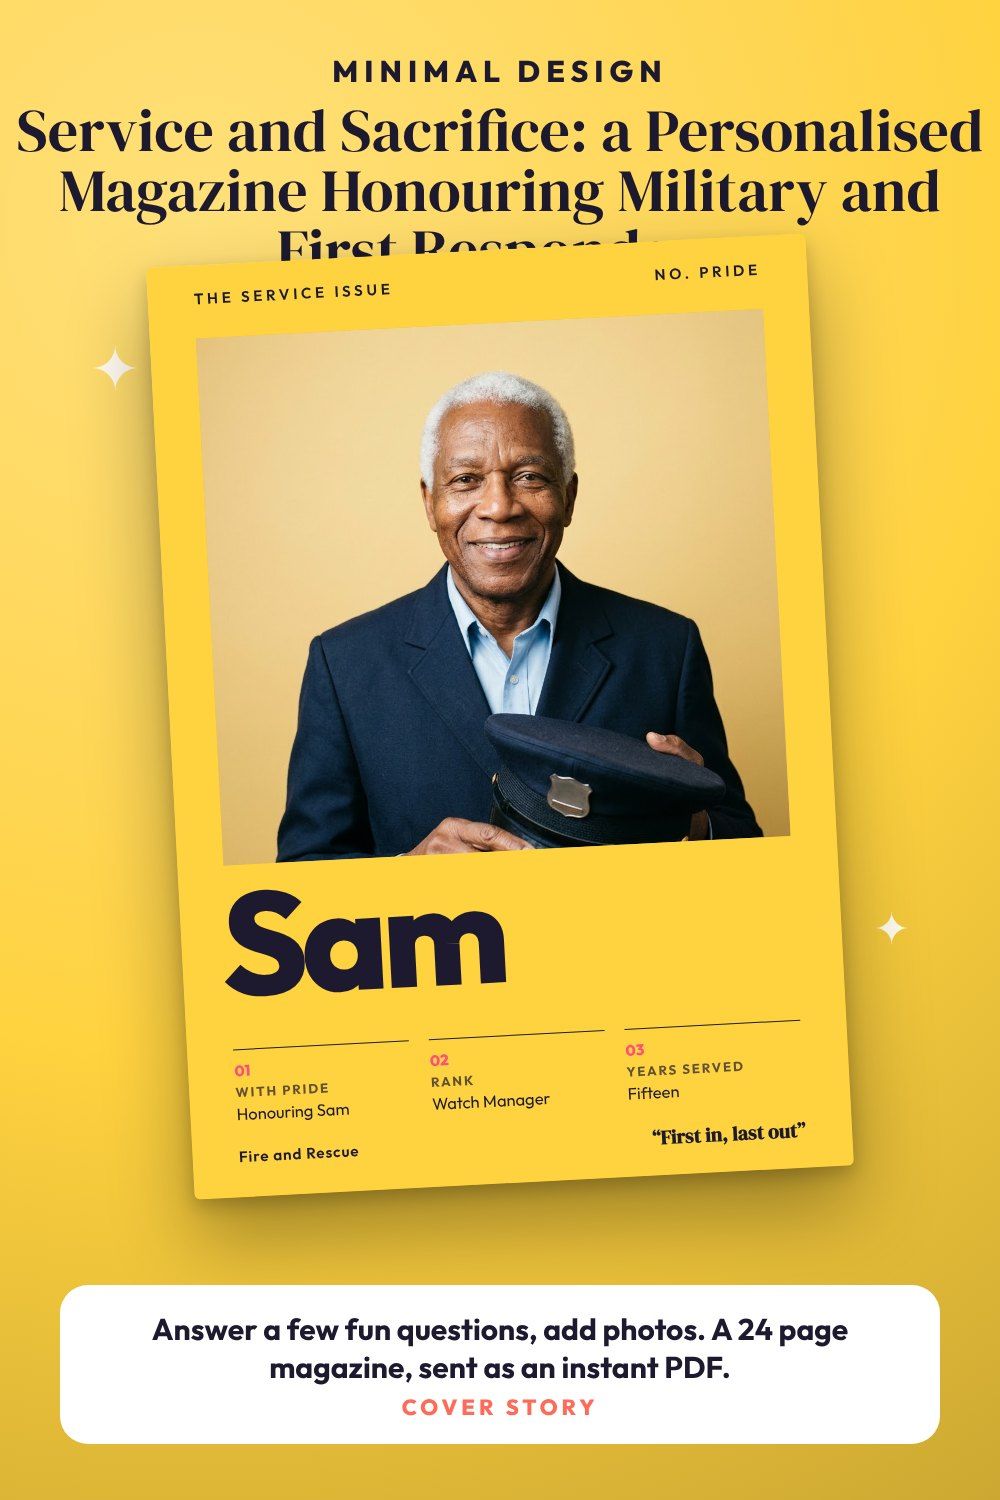 MINIMAL DESIGN
Service and Sacrifice: a Personalised
Magazine Honouring Military and
First
THE SERVICE ISSUE
NO. PRIDE
Sam
01
WITH PRIDE
Honouring Sam
02
RANK
Watch Manager
03
YEARS SERVED
Fifteen
Fire and Rescue
“First in, last out”
Answer a few fun questions, add photos. A 24 page
magazine, sent as an instant PDF.
COVER STORY